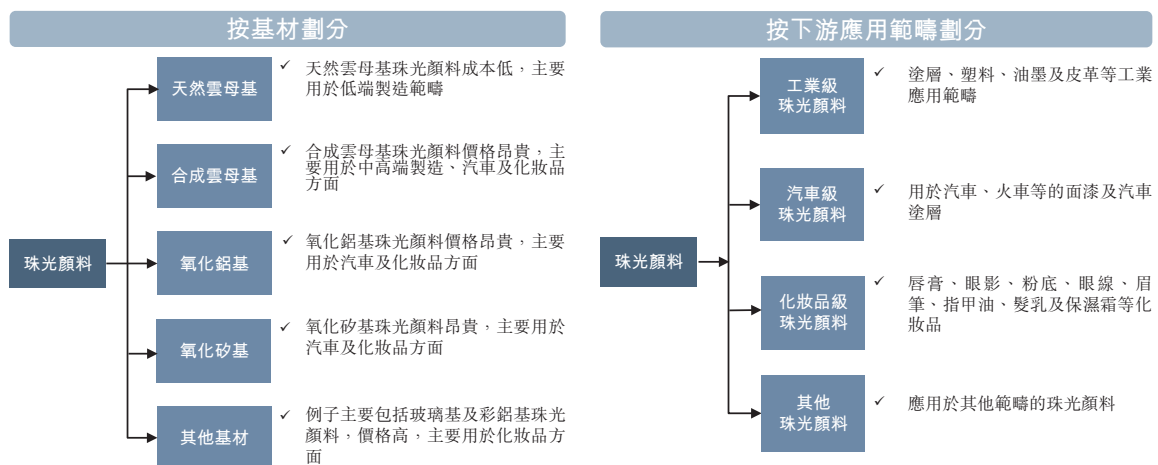 按基材劃分
珠光顏料
天然雲母基
✓ 天然雲母基珠光顏料成本低，主要
用於低端製造範疇
合成雲母基
✓ 合成雲母基珠光顏料價格昂貴，主
要用於中高端製造、汽車及化妝品
方面
氧化鋁基
✓ 氧化鋁基珠光顏料價格昂貴，主要
用於汽車及化妝品方面
氧化矽基
✓ 氧化矽基珠光顏料昂貴，主要用於
汽車及化妝品方面
其他基材
✓ 例子主要包括玻璃基及彩鋁基珠光
顏料，價格高，主要用於化妝品方
面
按下游應用範疇劃分
珠光顏料
工業級
珠光顏料
✓ 塗層、塑料、油墨及皮革等工業
應用範疇
汽車級
珠光顏料
✓ 用於汽車、火車等的面漆及汽車
塗層
化妝品級
珠光顏料
✓ 唇膏、眼影、粉底、眼線、眉
筆、指甲油、髮乳及保濕霜等化
妝品
其他
珠光顏料
✓ 應用於其他範疇的珠光顏料